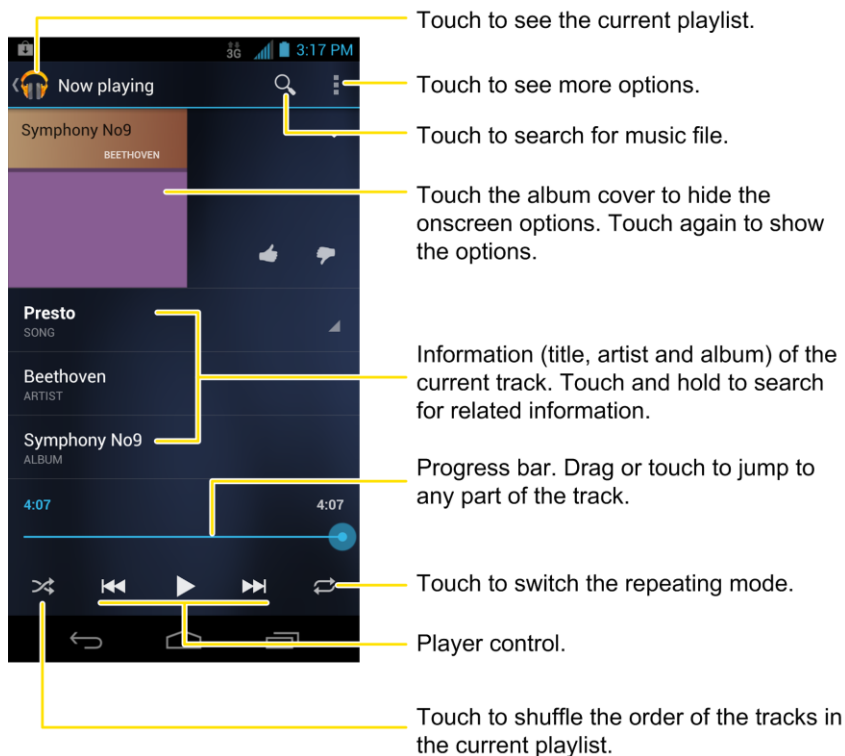 Touch to see the current playlist.
3G 3:17 PM
Now playing
Touch to see more options.
Touch to search for music file.
Symphony No9
BEETHOVEN
Touch the album cover to hide the
onscreen options. Touch again to show
the options.
Presto
SONG
Beethoven
ARTIST
Symphony No9
ALBUM
Information (title, artist and album) of the
current track. Touch and hold to search
for related information.
4:07 4:07
Progress bar. Drag or touch to jump to
any part of the track.
Touch to switch the repeating mode.
Player control.
Touch to shuffle the order of the tracks in
the current playlist.